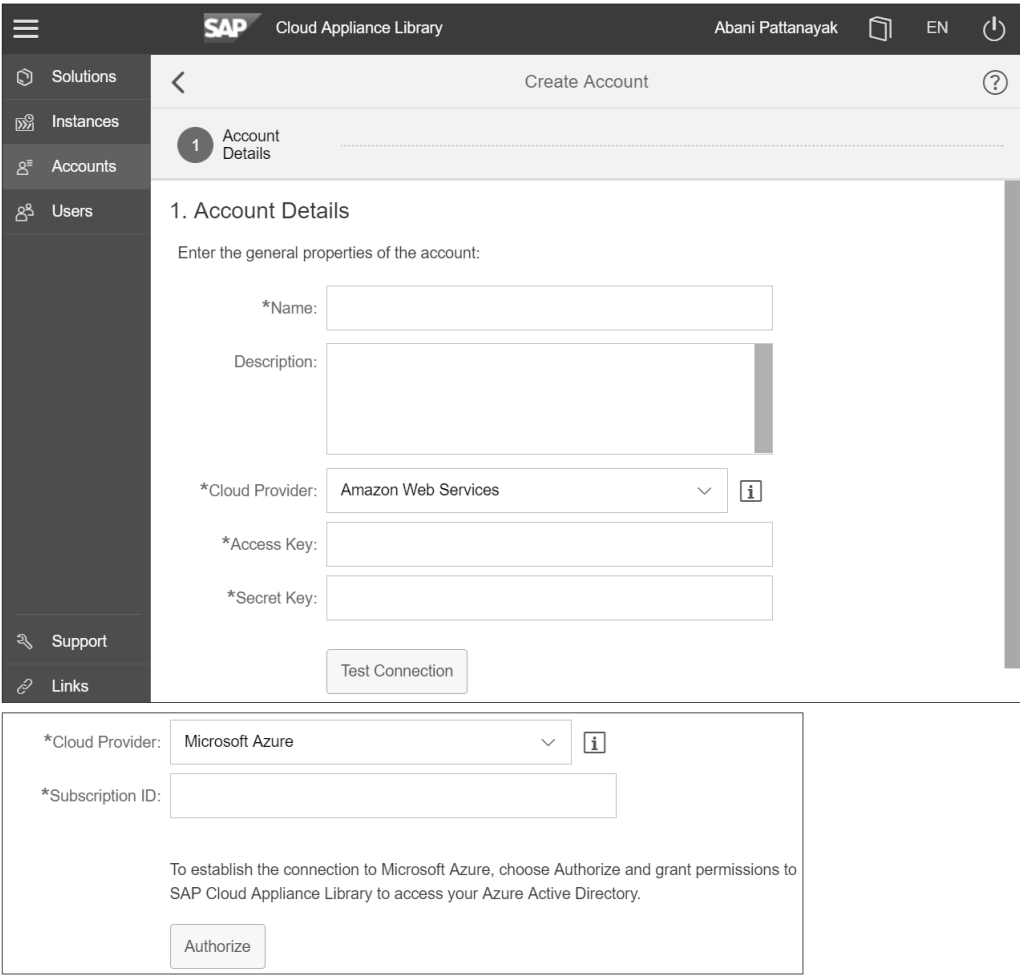 SAP Cloud Appliance Library Abani Pattanayak EN
Solutions
Instances
Accounts
Users
Support
Links
Create Account
?
1 Account
Details
1. Account Details
Enter the general properties of the account:
*Name:
Description:
*Cloud Provider: Amazon Web Services i
*Access Key:
*Secret Key:
Test Connection
*Cloud Provider: Microsoft Azure i
*Subscription ID:
To establish the connection to Microsoft Azure, choose Authorize and grant permissions to
SAP Cloud Appliance Library to access your Azure Active Directory.
Authorize